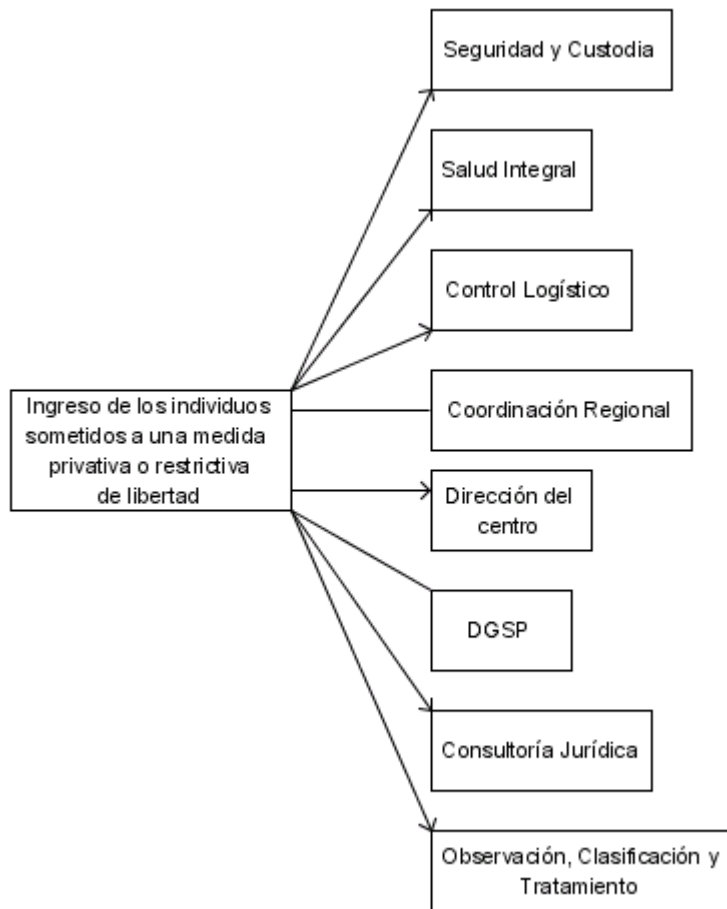 Seguridad y Custodia
Salud Integral
Control Logístico
Ingreso de los individuos
sometidos a una medida
privativa o restrictiva
de libertad
Coordinación Regional
Dirección del
centro
DGSP
Consultoría Jurídica
Observación, Clasificación y
Tratamiento